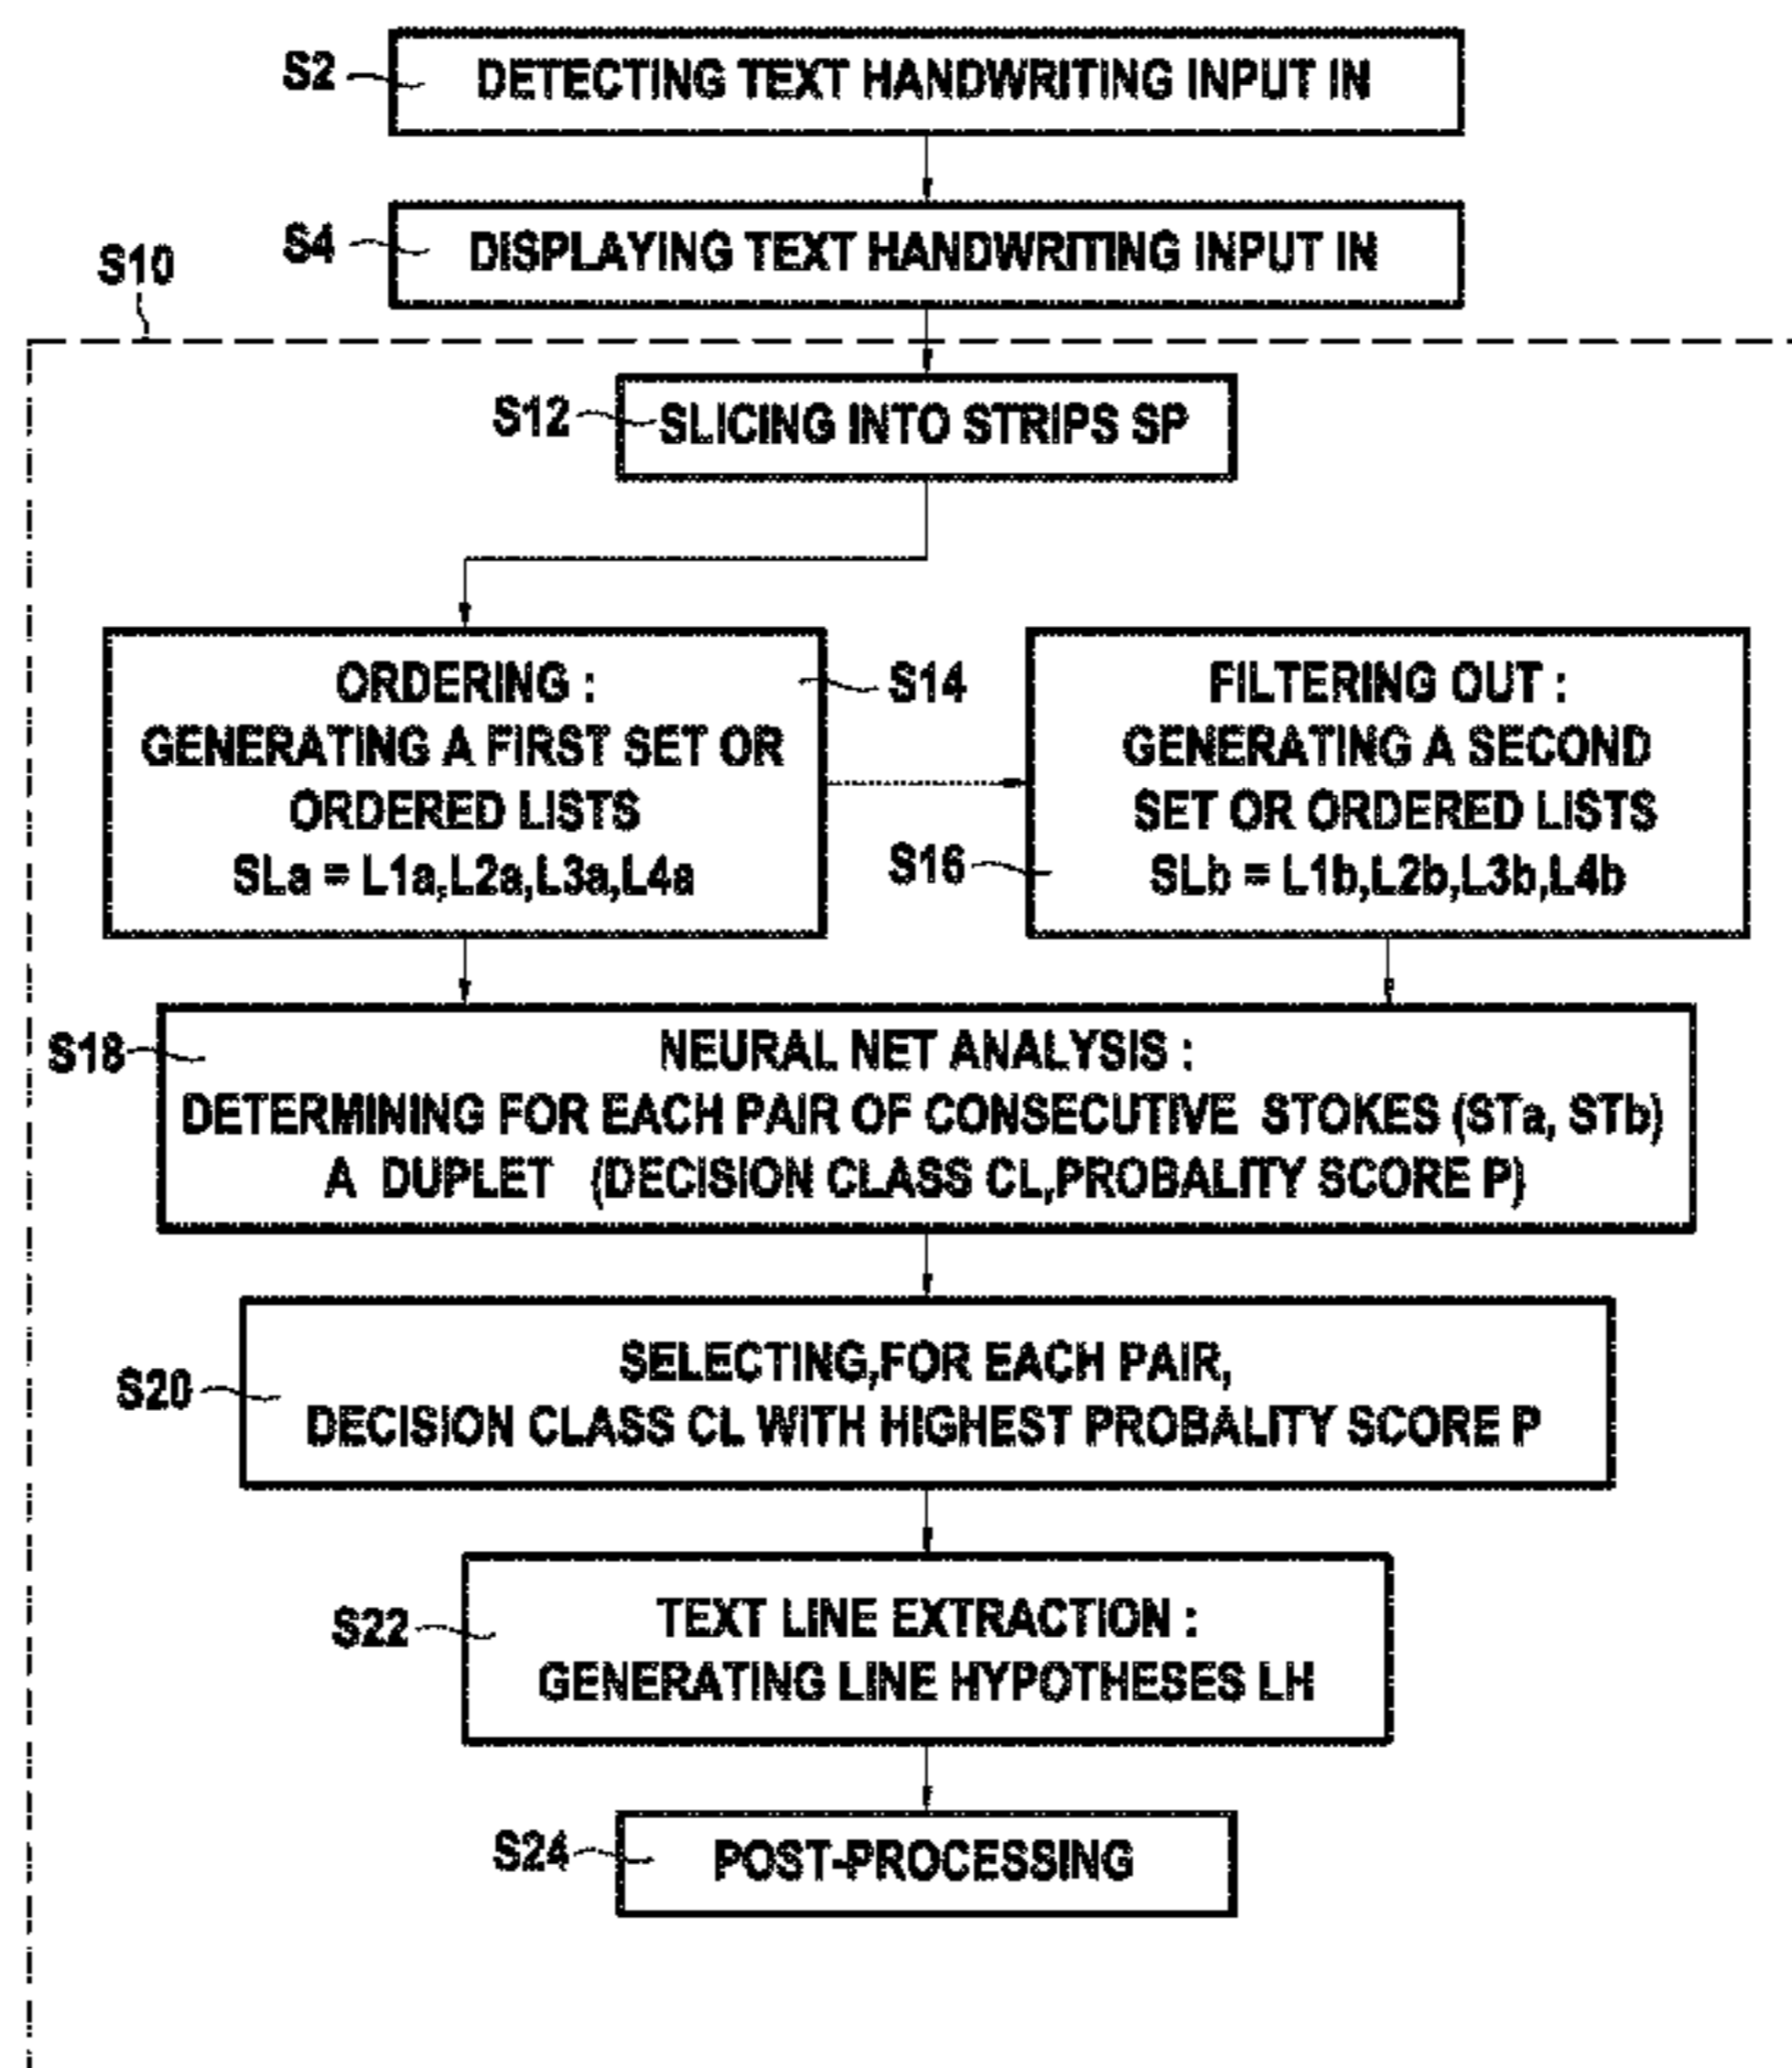 S2
DETECTING TEXT HANDWRITING INPUT IN
S4
DISPLAYING TEXT HANDWRITING INPUT IN
S10
S12
SLICING INTO STRIPS SP
ORDERING :
GENERATING A FIRST SET OR
ORDERED LISTS
SLa = L1a,L2a,L3a,L4a
S14
FILTERING OUT :
GENERATING A SECOND
SET OR ORDERED LISTS
SLb = L1b,L2b,L3b,L4b
S16
S18
NEURAL NET ANALYSIS :
DETERMINING FOR EACH PAIR OF CONSECUTIVE STOKES (STa, STb)
A DUPLET (DECISION CLASS CL,PROBALITY SCORE P)
S20
SELECTING,FOR EACH PAIR,
DECISION CLASS CL WITH HIGHEST PROBALITY SCORE P
S22
TEXT LINE EXTRACTION :
GENERATING LINE HYPOTHESES LH
S24
POST-PROCESSING